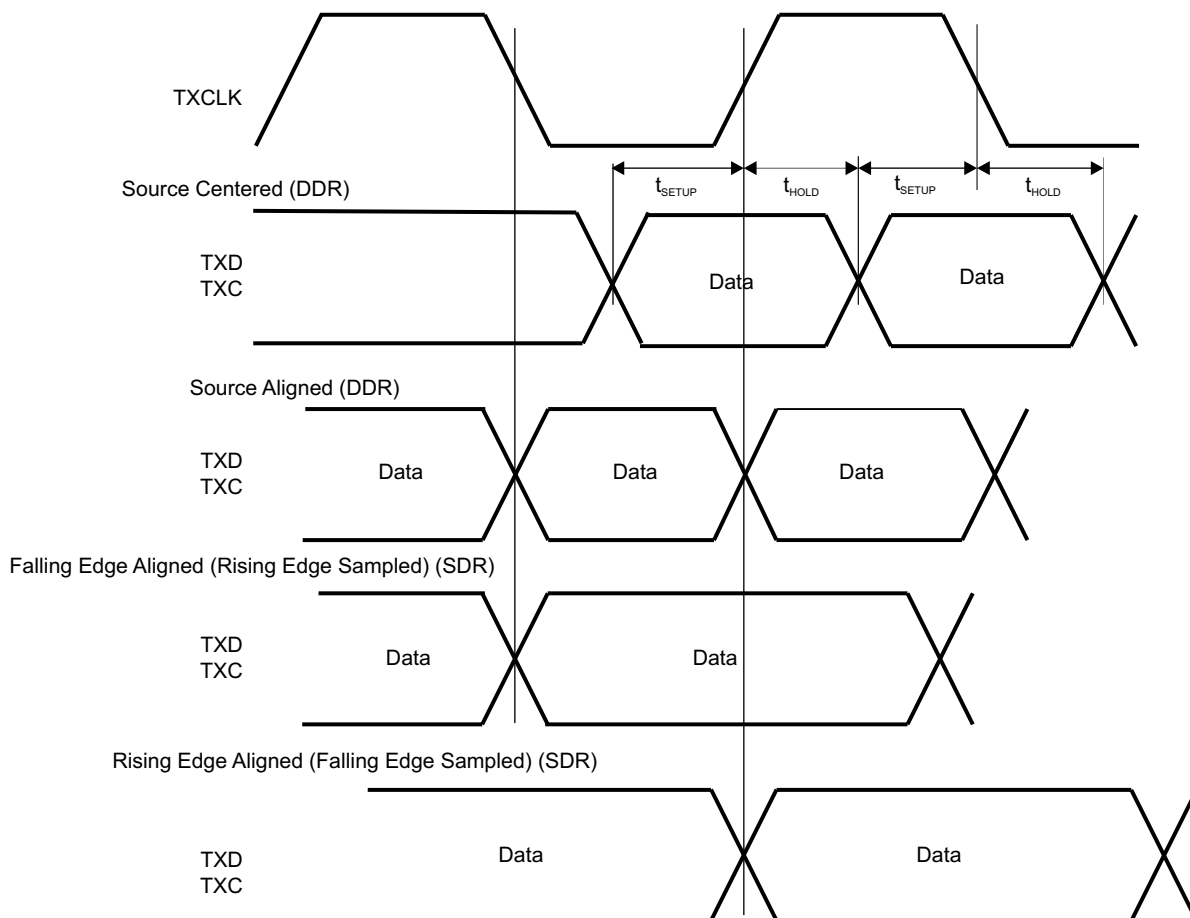 TXCLK
Source Centered (DDR)
tSETUP tHOLD tSETUP tHOLD
TXD
TXC
Data Data
Source Aligned (DDR)
TXD
TXC
Data Data Data
Falling Edge Aligned (Rising Edge Sampled) (SDR)
TXD
TXC
Data Data
Rising Edge Aligned (Falling Edge Sampled) (SDR)
TXD
TXC
Data Data